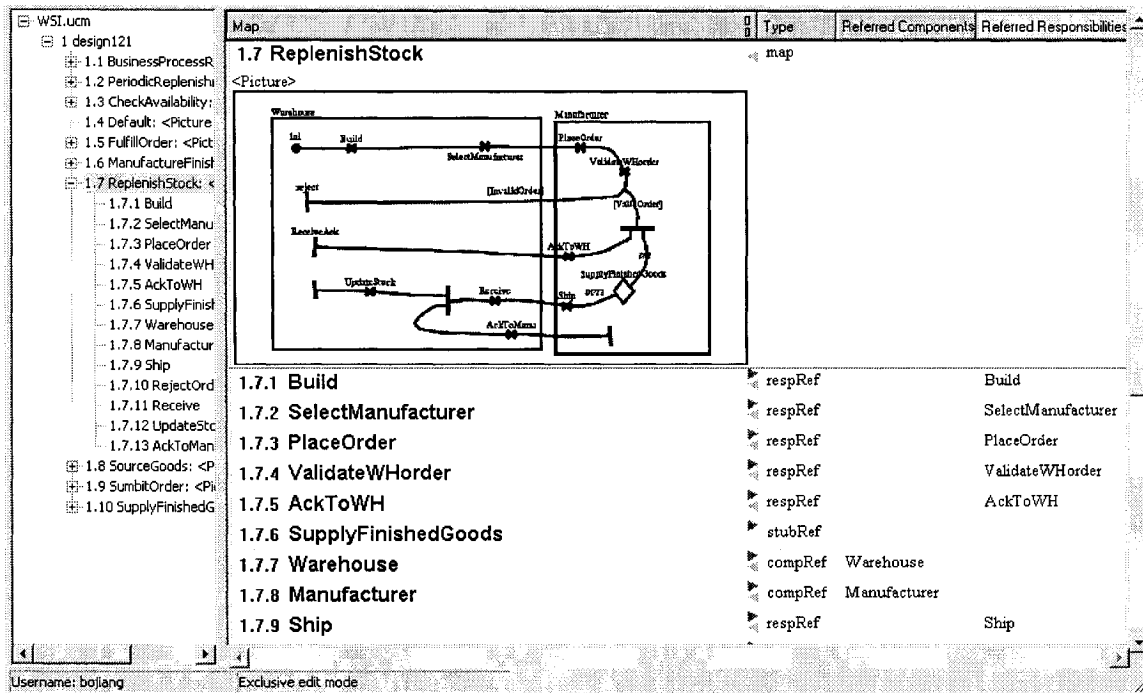 WSI.ucm
1 design121
1.1 BusinessProcessR
1.2 PeriodicReplenish
1.3 CheckAvailability:
1.4 Default: <Picture
1.5 FulfillOrder: <Pict
1.6 ManufactureFinish
1.7 ReplenishStock: <
1.7.1 Build
1.7.2 SelectManu
1.7.3 PlaceOrder
1.7.4 ValidateWH
1.7.5 AckToWH
1.7.6 SupplyFinish
1.7.7 Warehouse
1.7.8 Manufactur
1.7.9 Ship
1.7.10 RejectOrd
1.7.11 Receive
1.7.12 UpdateStc
1.7.13 AckToMan
1.8 SourceGoods: <P
1.9 SumbitOrder: <Pi
1.10 SupplyFinishedG
Map Type Referred Components Referred Responsibilities
1.7 ReplenishStock map
<Picture>
Warehouse Manufacturer
Build PlaceOrder
SelectManufacturer
ValidateWHorder
reject [InvalidOrder]
[ValidOrder]
ReceiveAck
AckToWH
SupplyFinishedGoods
UpdateStock Receive Ship
AckToManu
1.7.1 Build respRef Build
1.7.2 SelectManufacturer respRef SelectManufacturer
1.7.3 PlaceOrder respRef PlaceOrder
1.7.4 ValidateWHorder respRef ValidateWHorder
1.7.5 AckToWH respRef AckToWH
1.7.6 SupplyFinishedGoods stubRef
1.7.7 Warehouse compRef Warehouse
1.7.8 Manufacturer compRef Manufacturer
1.7.9 Ship respRef Ship
Username: bojiang Exclusive edit mode